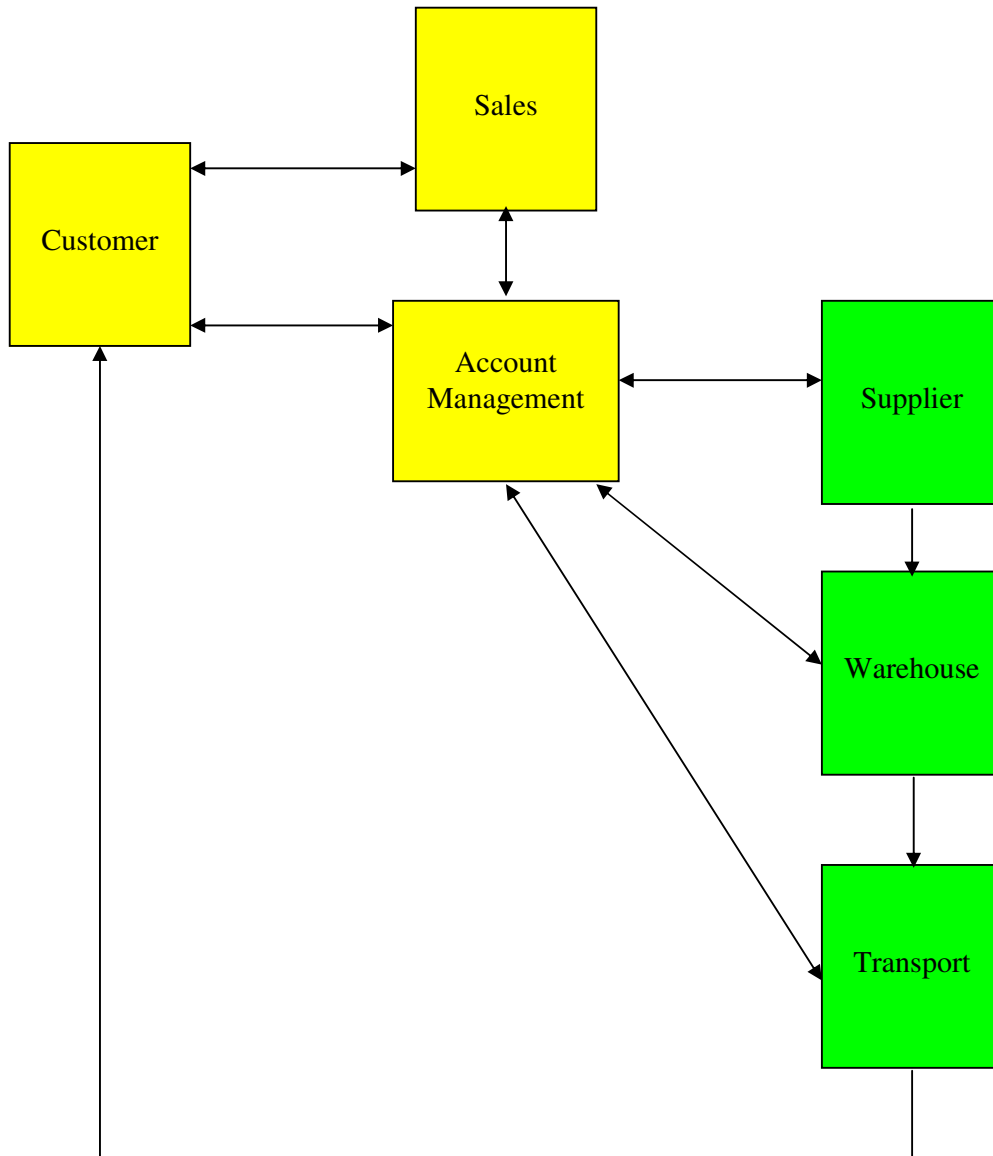 Sales
Customer
Account
Management
Supplier
Warehouse
Transport